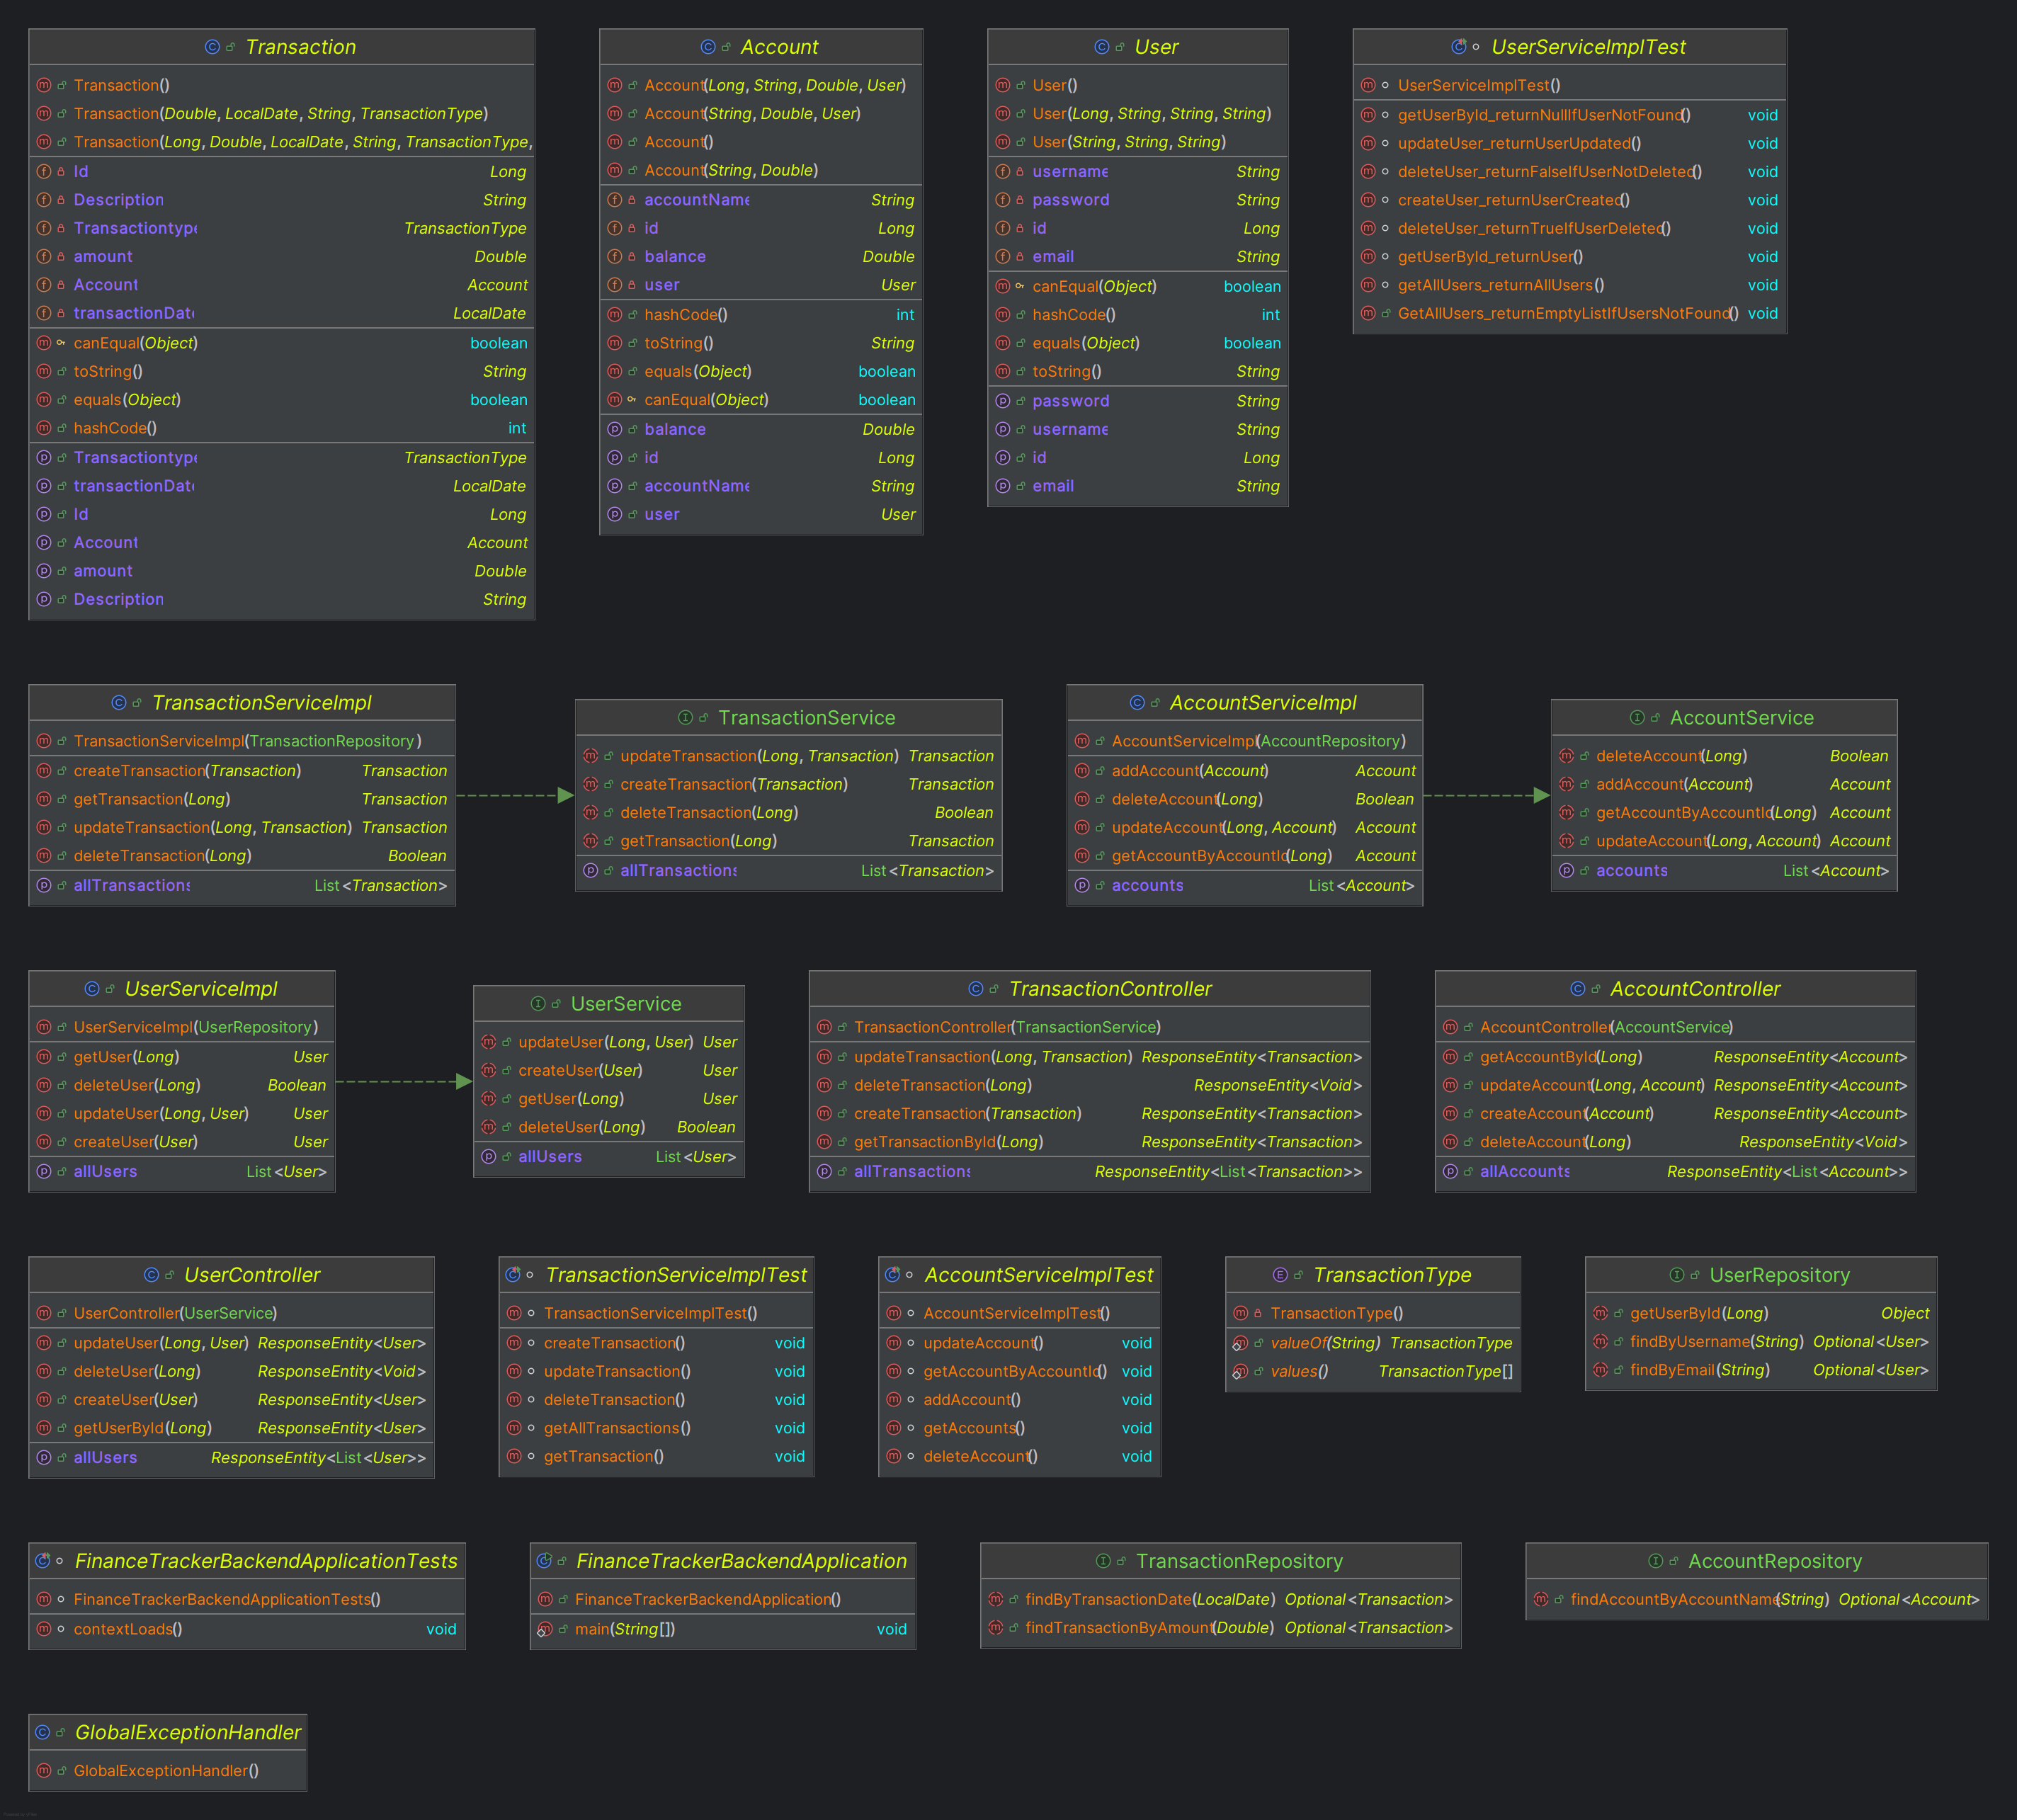 Transaction
Transaction()
Transaction(Double, LocalDate, String, TransactionType)
Transaction(Long, Double, LocalDate, String, TransactionType,
Id Long
Description String
Transactiontype TransactionType
amount Double
Account Account
transactionDate LocalDate
canEqual(Object) boolean
toString() String
equals(Object) boolean
hashCode() int
Transactiontype TransactionType
transactionDate LocalDate
Id Long
Account Account
amount Double
Description String
Account
Account(Long, String, Double, User)
Account(String, Double, User)
Account()
Account(String, Double)
accountName String
id Long
balance Double
user User
hashCode() int
toString() String
equals(Object) boolean
canEqual(Object) boolean
balance Double
id Long
accountName String
user User
User
User()
User(Long, String, String, String)
User(String, String, String)
username String
password String
id Long
email String
canEqual(Object) boolean
hashCode() int
equals(Object) boolean
toString() String
password String
username String
id Long
email String
UserServiceImplTest
UserServiceImplTest()
getUserById_returnNullIfUserNotFound() void
updateUser_returnUserUpdated() void
deleteUser_returnFalseIfUserNotDeleted() void
createUser_returnUserCreated() void
deleteUser_returnTrueIfUserDeleted() void
getUserById_returnUser() void
getAllUsers_returnAllUsers() void
GetAllUsers_returnEmptyListIfUsersNotFound() void
TransactionServiceImpl
TransactionServiceImpl(TransactionRepository)
createTransaction(Transaction) Transaction
getTransaction(Long) Transaction
updateTransaction(Long, Transaction) Transaction
deleteTransaction(Long) Boolean
allTransactions List<Transaction>
TransactionService
updateTransaction(Long, Transaction) Transaction
createTransaction(Transaction) Transaction
deleteTransaction(Long) Boolean
getTransaction(Long) Transaction
allTransactions List<Transaction>
AccountServiceImpl
AccountServiceImpl(AccountRepository)
addAccount(Account) Account
deleteAccount(Long) Boolean
updateAccount(Long, Account) Account
getAccountByAccountId(Long) Account
accounts List<Account>
AccountService
deleteAccount(Long) Boolean
addAccount(Account) Account
getAccountByAccountId(Long) Account
updateAccount(Long, Account) Account
accounts List<Account>
UserServiceImpl
UserServiceImpl(UserRepository)
getUser(Long) User
deleteUser(Long) Boolean
updateUser(Long, User) User
createUser(User) User
allUsers List<User>
UserService
updateUser(Long, User) User
createUser(User) User
getUser(Long) User
deleteUser(Long) Boolean
allUsers List<User>
TransactionController
TransactionController(TransactionService)
updateTransaction(Long, Transaction) ResponseEntity<Transaction>
deleteTransaction(Long) ResponseEntity<Void>
createTransaction(Transaction) ResponseEntity<Transaction>
getTransactionById(Long) ResponseEntity<Transaction>
allTransactions ResponseEntity<List<Transaction>>
AccountController
AccountController(AccountService)
getAccountById(Long) ResponseEntity<Account>
updateAccount(Long, Account) ResponseEntity<Account>
createAccount(Account) ResponseEntity<Account>
deleteAccount(Long) ResponseEntity<Void>
allAccounts ResponseEntity<List<Account>>
UserController
UserController(UserService)
updateUser(Long, User) ResponseEntity<User>
deleteUser(Long) ResponseEntity<Void>
createUser(User) ResponseEntity<User>
getUserById(Long) ResponseEntity<User>
allUsers ResponseEntity<List<User>>
TransactionServiceImplTest
TransactionServiceImplTest()
createTransaction() void
updateTransaction() void
deleteTransaction() void
getAllTransactions() void
getTransaction() void
AccountServiceImplTest
AccountServiceImplTest()
updateAccount() void
getAccountByAccountId() void
addAccount() void
getAccounts() void
deleteAccount() void
TransactionType
TransactionType()
valueOf(String) TransactionType
values() TransactionType[]
UserRepository
getUserById(Long) Object
findByUsername(String) Optional<User>
findByEmail(String) Optional<User>
FinanceTrackerBackendApplicationTests
FinanceTrackerBackendApplicationTests()
contextLoads() void
FinanceTrackerBackendApplication
FinanceTrackerBackendApplication()
main(String[]) void
TransactionRepository
findByTransactionDate(LocalDate) Optional<Transaction>
findTransactionByAmount(Double) Optional<Transaction>
AccountRepository
findAccountByAccountName(String) Optional<Account>
GlobalExceptionHandler
GlobalExceptionHandler()